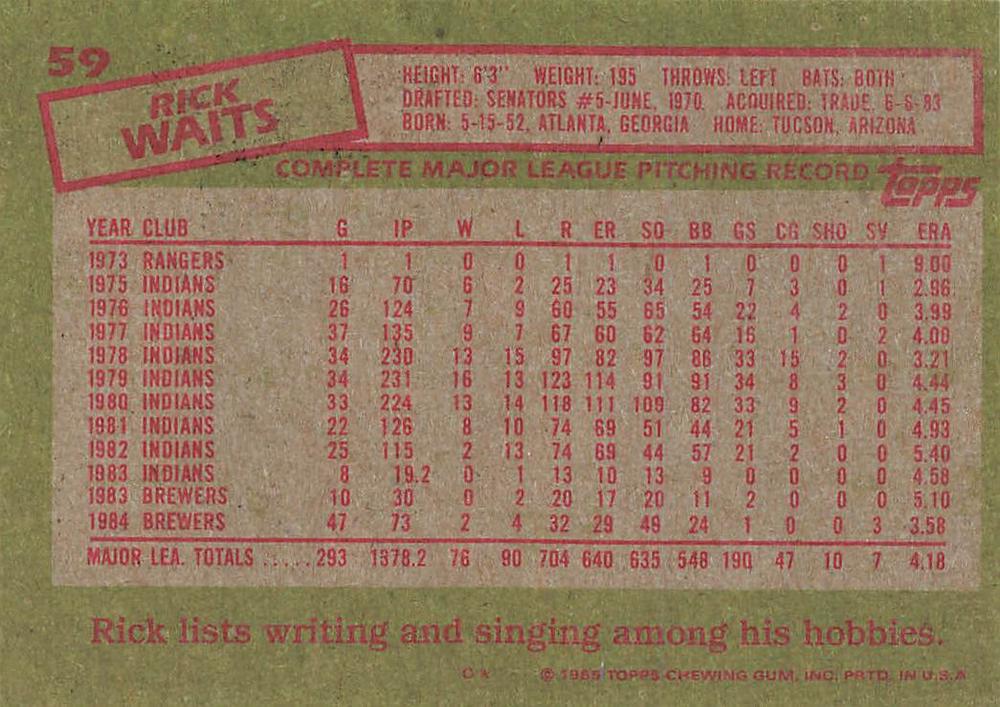 59
RICK
WAITS
HEIGHT: 6'3" WEIGHT: 195 THROWS: LEFT BATS: BOTH
DRAFTED: SENATORS #5-JUNE, 1970. ACQUIRED: TRADE, 6-6-83
BORN: 5-15-52, ATLANTA, GEORGIA HOME: TUCSON, ARIZONA
COMPLETE MAJOR LEAGUE PITCHING RECORD topps
YEAR CLUB G IP W L R ER SO BB GS CG SHO SV ERA
1973 RANGERS 1 1 0 0 1 1 0 1 0 0 0 1 9.00
1975 INDIANS 16 70 6 2 25 23 34 25 7 3 0 1 2.96
1976 INDIANS 26 124 7 9 60 55 65 54 22 4 2 0 3.99
1977 INDIANS 37 135 9 7 67 60 62 64 16 1 0 2 4.00
1978 INDIANS 34 230 13 15 97 82 97 86 33 15 2 0 3.21
1979 INDIANS 34 231 16 13 123 114 91 91 34 8 3 0 4.44
1980 INDIANS 33 224 13 14 118 111 109 82 33 9 2 0 4.45
1981 INDIANS 22 126 8 10 74 69 51 44 21 5 1 0 4.93
1982 INDIANS 25 115 2 13 74 69 44 57 21 2 0 0 5.40
1983 INDIANS 8 19.2 0 1 13 10 13 9 0 0 0 0 4.58
1983 BREWERS 10 30 0 2 20 17 20 11 2 0 0 0 5.10
1984 BREWERS 47 73 2 4 32 29 49 24 1 0 0 3 3.58
MAJOR LEA. TOTALS ..... 293 1378.2 76 90 704 640 635 548 190 47 10 7 4.18
Rick lists writing and singing among his hobbies.
C* © 1985 TOPPS CHEWING GUM, INC. PRTD. IN U.S.A.